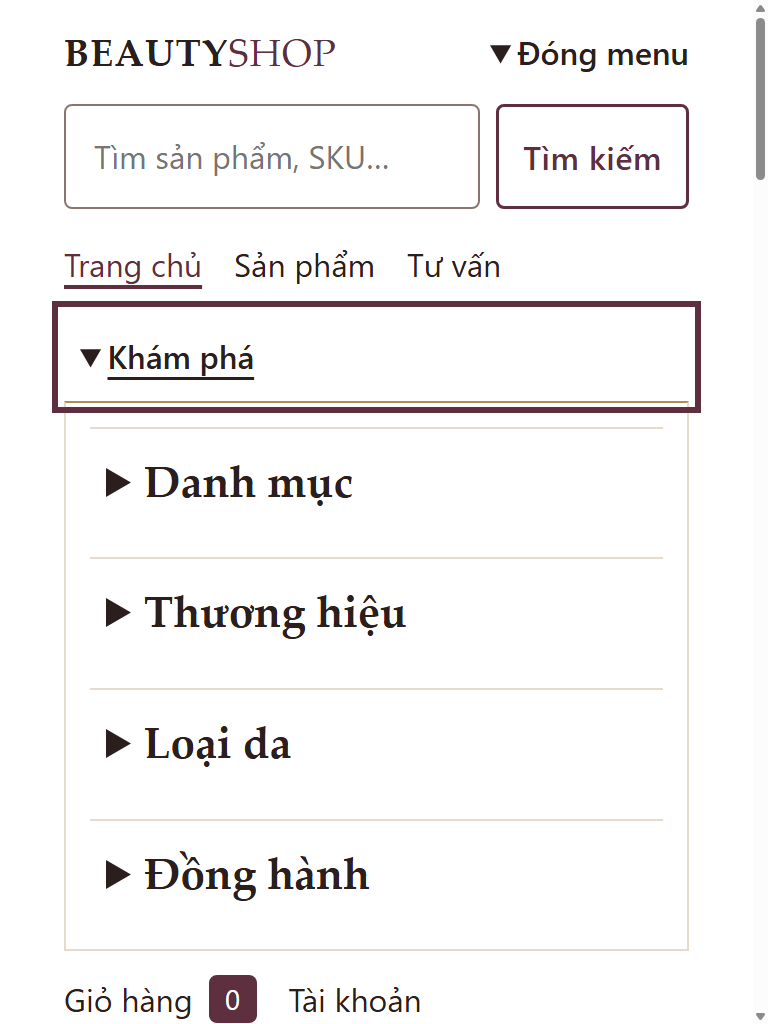 BEAUTYSHOP
Đóng menu
Tìm sản phẩm, SKU...
Tìm kiếm
Trang chủ Sản phẩm Tư vấn
Khám phá
Danh mục
Thương hiệu
Loại da
Đồng hành
Giỏ hàng 0 Tài khoản